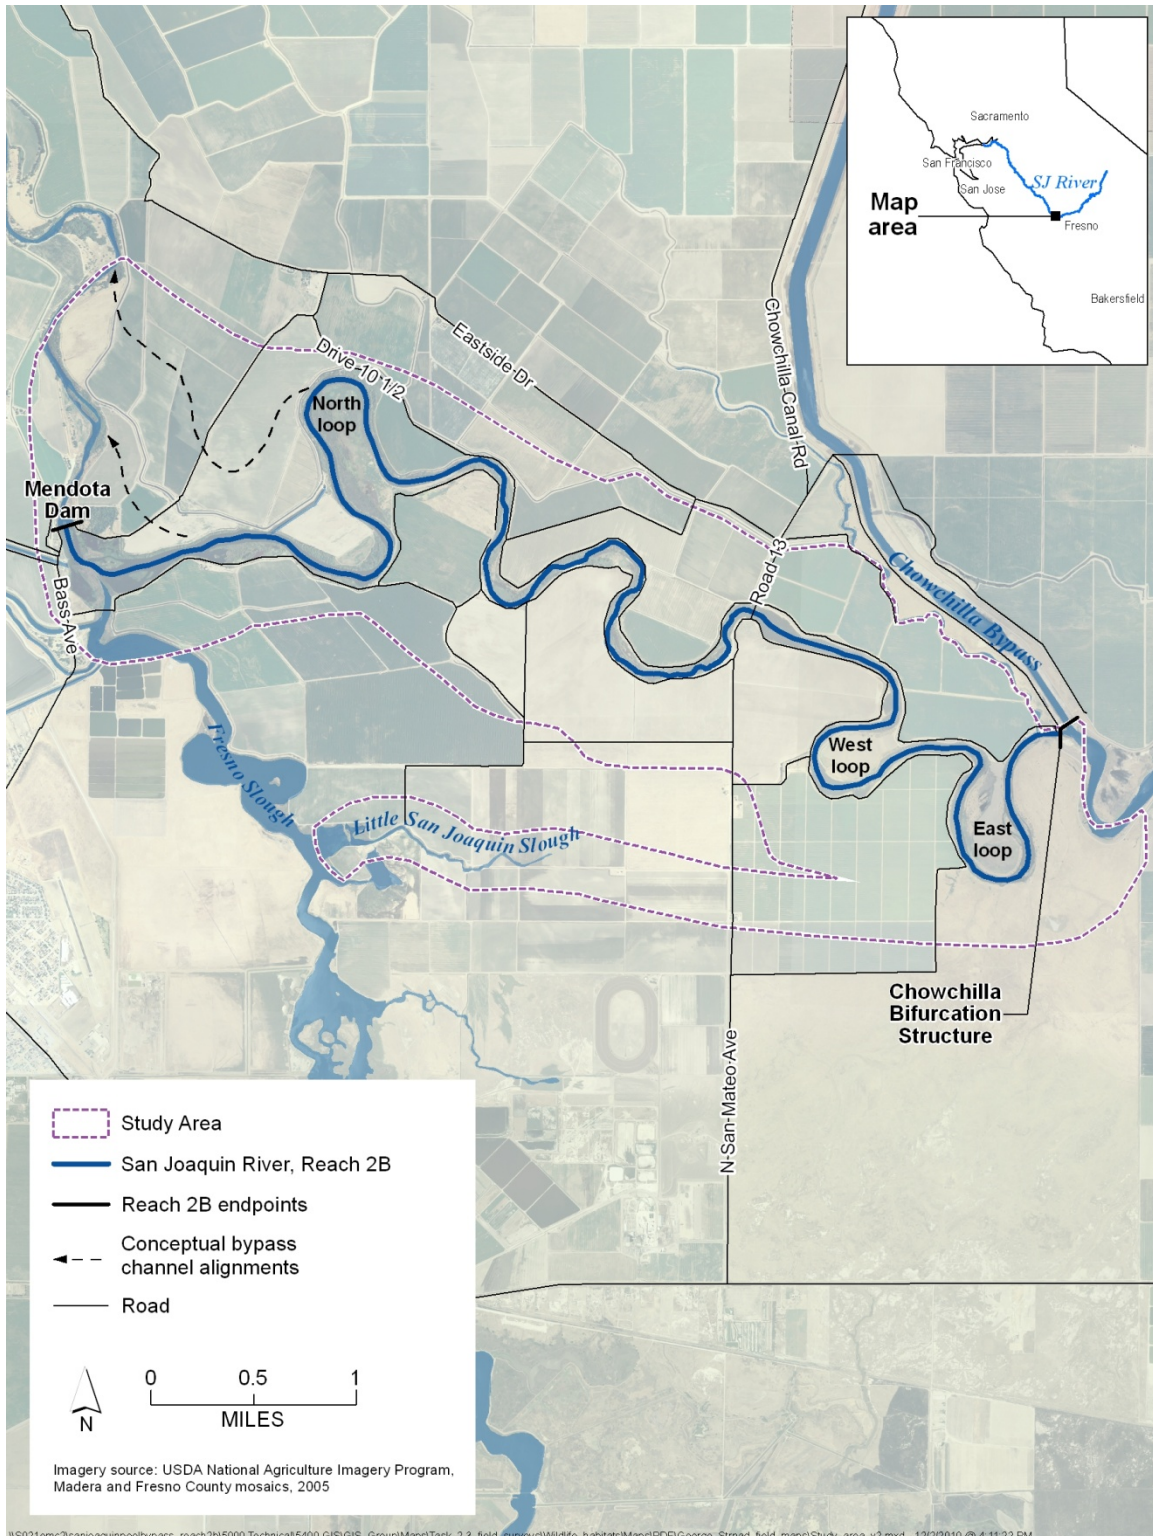 Sacramento
San Francisco
San Jose
SJ River
Map
area
Fresno
Bakersfield
Chowchilla-Canal-Rd
Eastside-Dr
Drive-10-1/2
North
loop
Mendota
Dam
Bass-Ave
Road-13
Chowchilla Bypass
West
loop
East
loop
Fresno Slough
Little San Joaquin Slough
Chowchilla
Bifurcation
Structure
N-San-Mateo-Ave
Study Area
San Joaquin River, Reach 2B
Reach 2B endpoints
Conceptual bypass
channel alignments
Road
0 0.5 1
MILES
N
Imagery source: USDA National Agriculture Imagery Program,
Madera and Fresno County mosaics, 2005